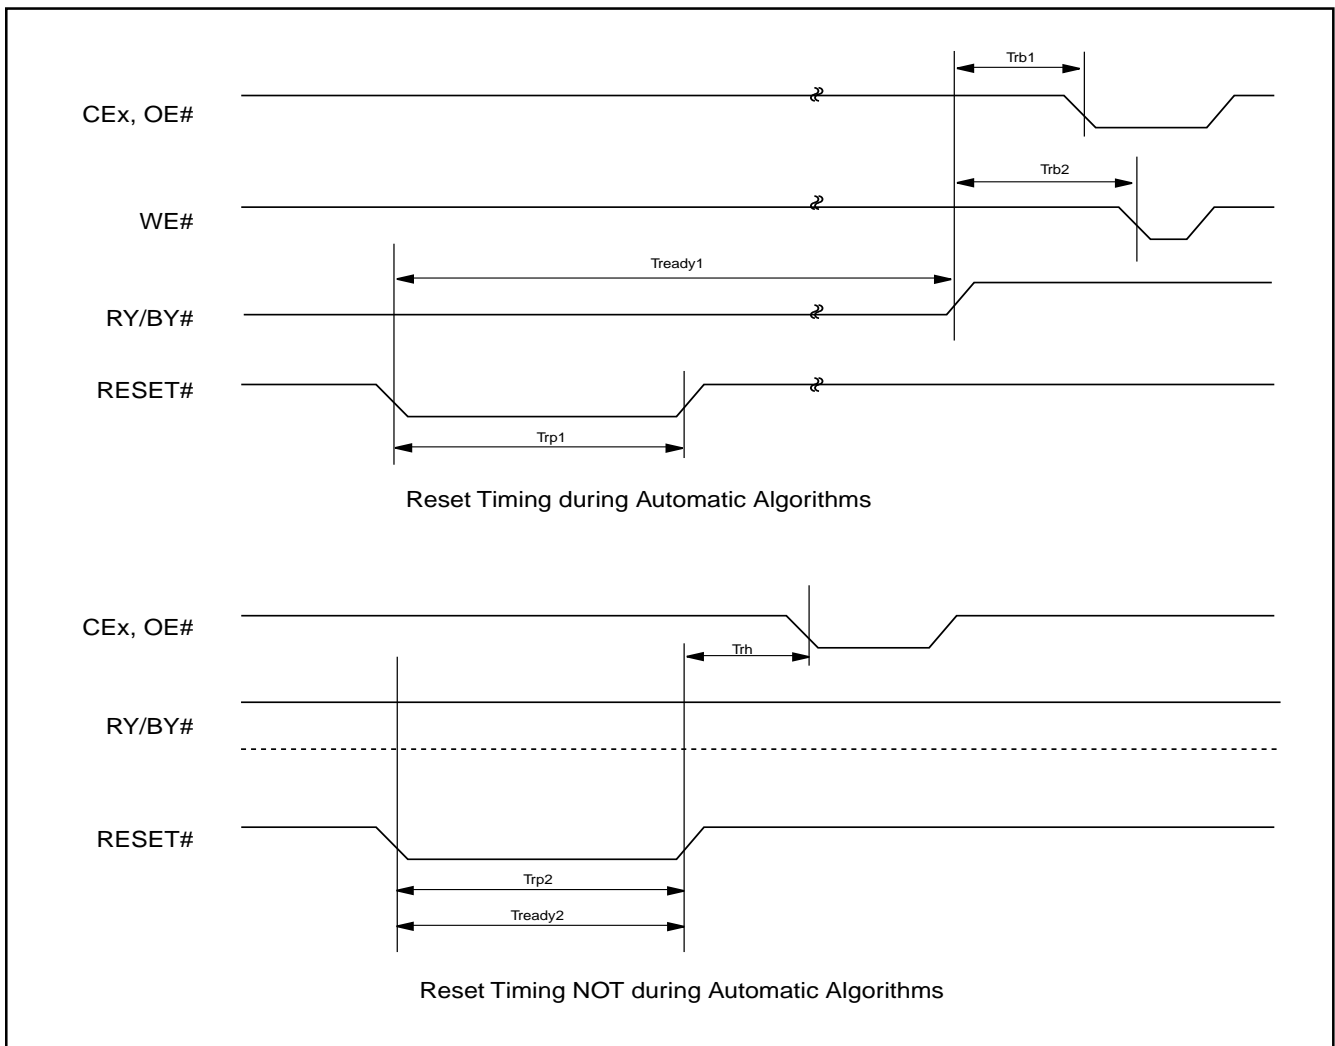 Trb1
CEx, OE#
Trb2
WE#
Tready1
RY/BY#
RESET#
Trp1
Reset Timing during Automatic Algorithms
CEx, OE#
Trh
RY/BY#
RESET#
Trp2
Tready2
Reset Timing NOT during Automatic Algorithms